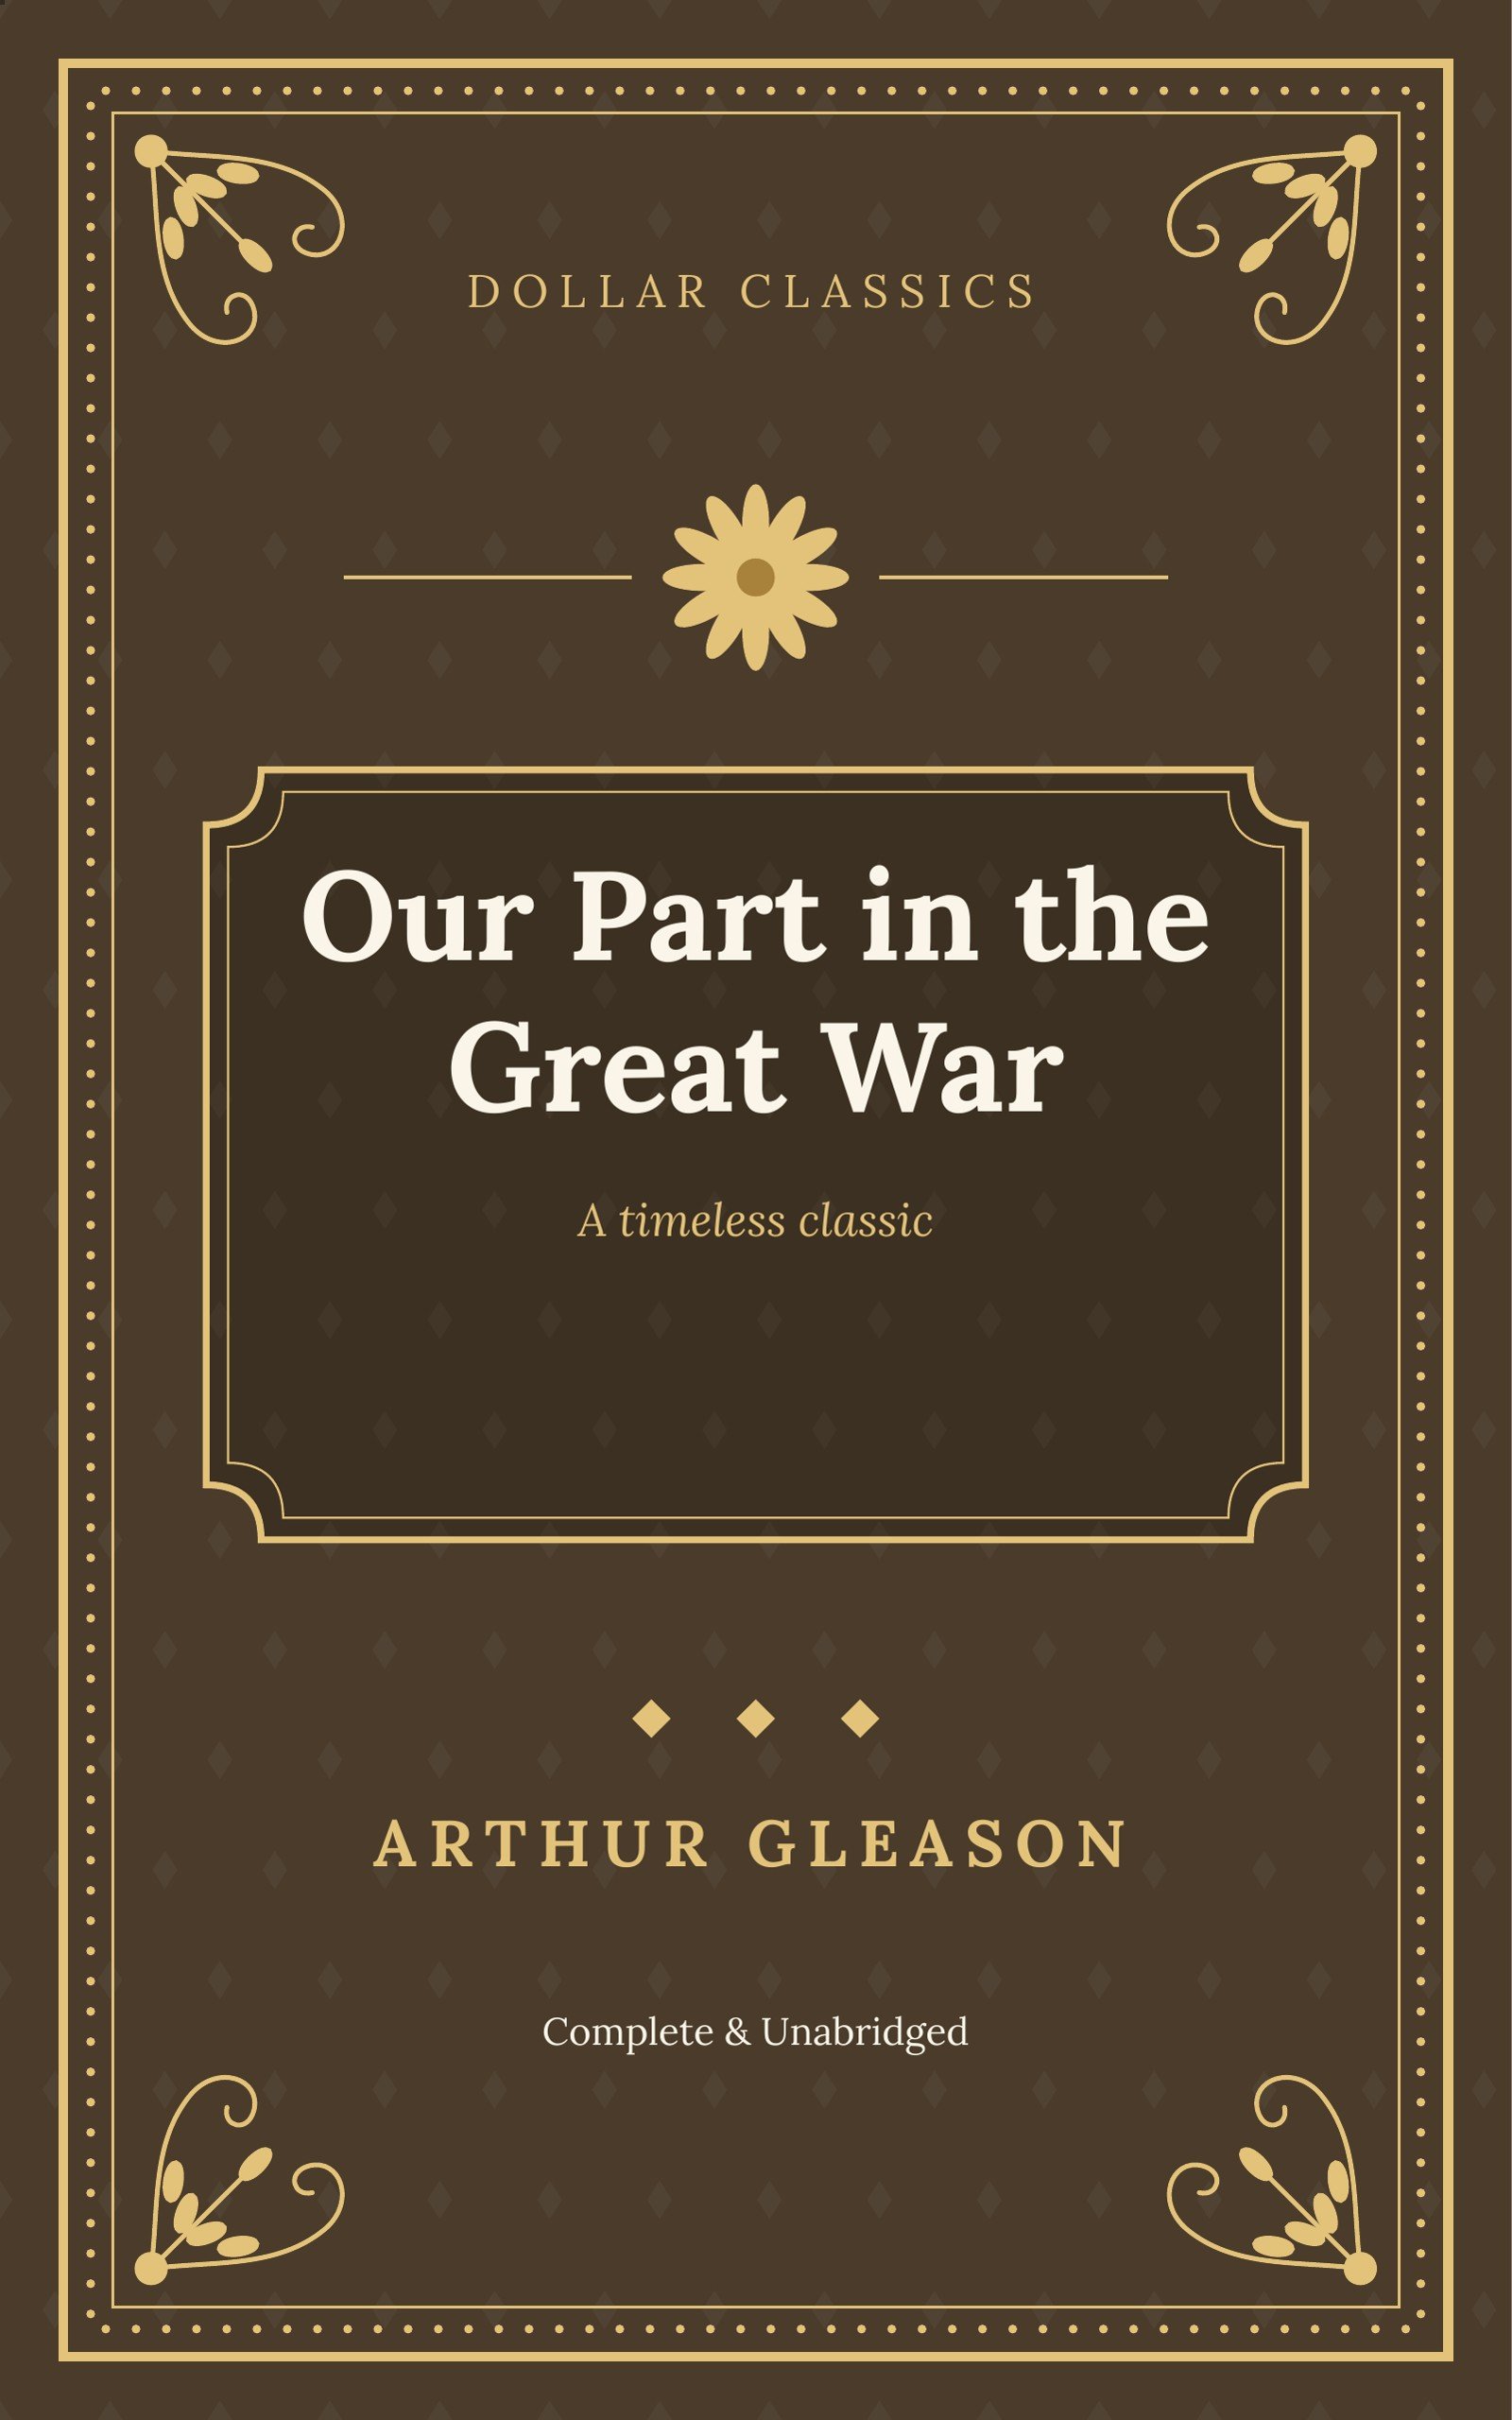 DOLLAR CLASSICS
Our Part in the
Great War
A timeless classic
ARTHUR GLEASON
Complete & Unabridged